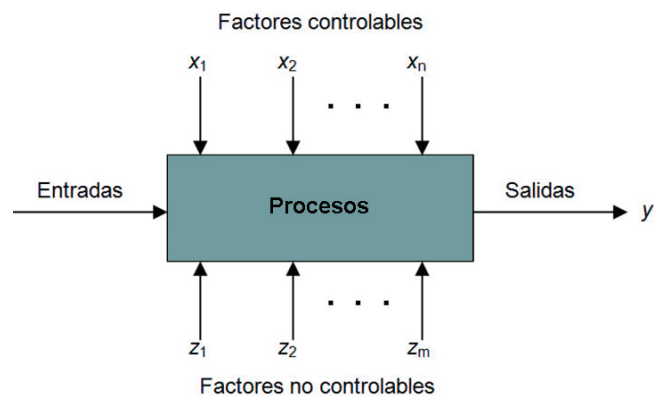 Factores controlables
x1 x2 xn
. . .
Entradas
Procesos
Salidas
y
. . .
z1 z2 zm
Factores no controlables